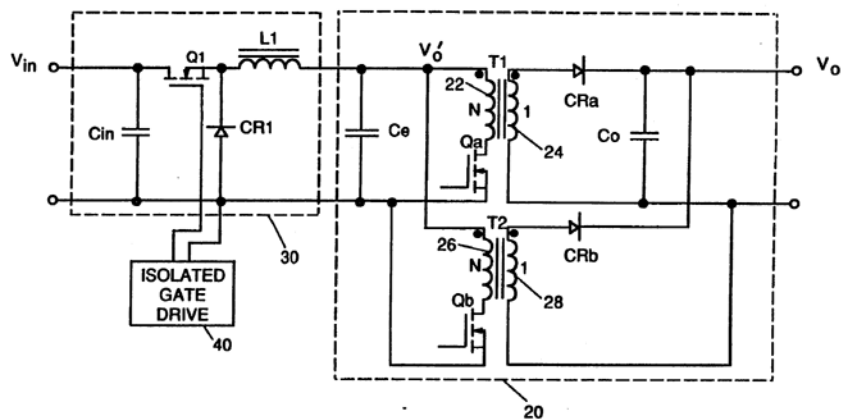 Vin
Q1
L1
Cin
CR1
ISOLATED
GATE
DRIVE
40
30
Vo'
T1
22
N
1
24
Qa
Ce
CRa
Co
Vo
T2
26
N
1
28
Qb
CRb
20